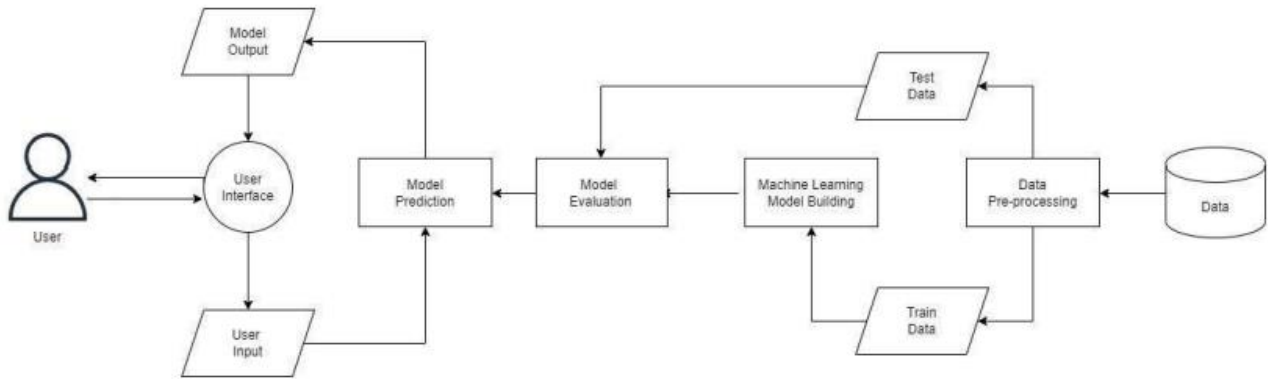 Model
Output
Test
Data
User
Interface
Model
Prediction
Model
Evaluation
Machine Learning
Model Building
Data
Pre-processing
Data
User
User
Input
Train
Data